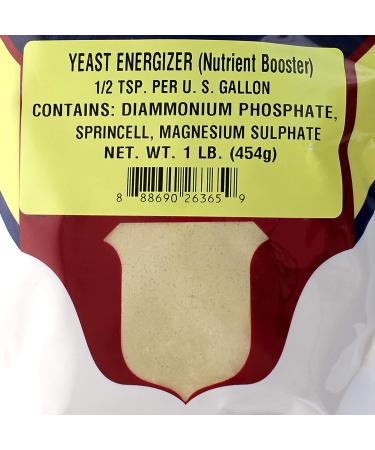 YEAST ENERGIZER (Nutrient Booster)
1/2 TSP. PER U. S. GALLON
CONTAINS: DIAMMONIUM PHOSPHATE,
SPRINCELL, MAGNESIUM SULPHATE
NET. WT. 1 LB. (454g)
8 88690 26365 9